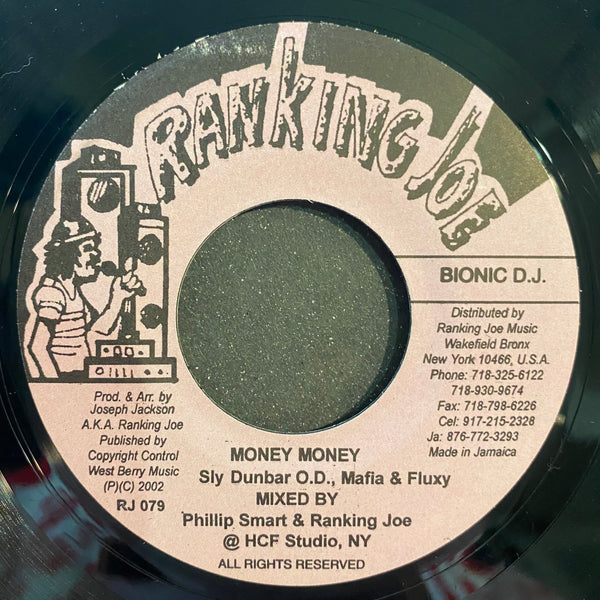 RANKING JOE
BIONIC D.J.
Distributed by
Ranking Joe Music
Wakefield Bronx
New York 10466, U.S.A.
Phone: 718-325-6122
718-930-9674
Fax: 718-798-6226
Cel: 917-215-2328
Ja: 876-772-3293
Made in Jamaica
Prod. & Arr. by
Joseph Jackson
A.K.A. Ranking Joe
Published by
Copyright Control
West Berry Music
(P)(C) 2002
RJ 079
MONEY MONEY
Sly Dunbar O.D., Mafia & Fluxy
MIXED BY
Phillip Smart & Ranking Joe
@ HCF Studio, NY
ALL RIGHTS RESERVED